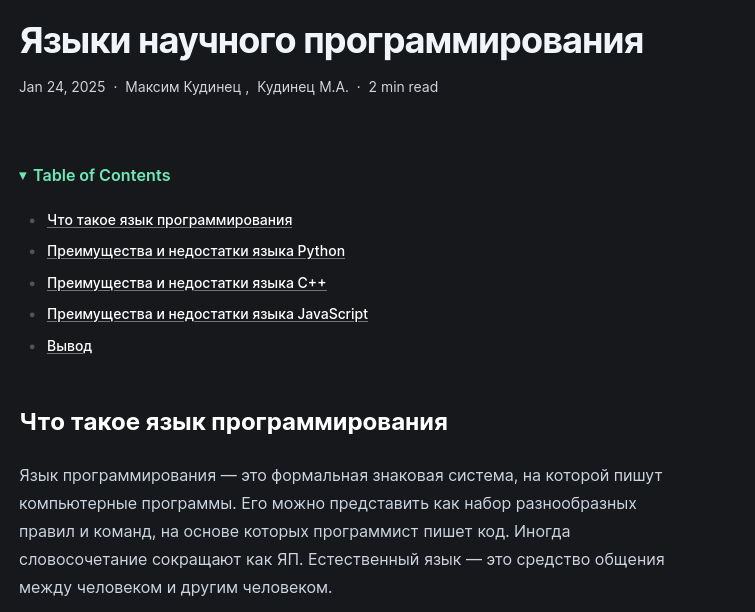 Языки научного программирования
Jan 24, 2025 · Максим Кудинец , Кудинец М.А. · 2 min read
▾ Table of Contents
• Что такое язык программирования
• Преимущества и недостатки языка Python
• Преимущества и недостатки языка C++
• Преимущества и недостатки языка JavaScript
• Вывод
Что такое язык программирования
Язык программирования — это формальная знаковая система, на которой пишут
компьютерные программы. Его можно представить как набор разнообразных
правил и команд, на основе которых программист пишет код. Иногда
словосочетание сокращают как ЯП. Естественный язык — это средство общения
между человеком и другим человеком.